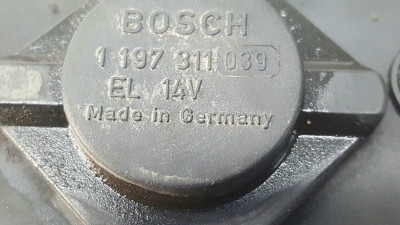 BOSCH
1 197 311 039
EL 14V
Made in Germany